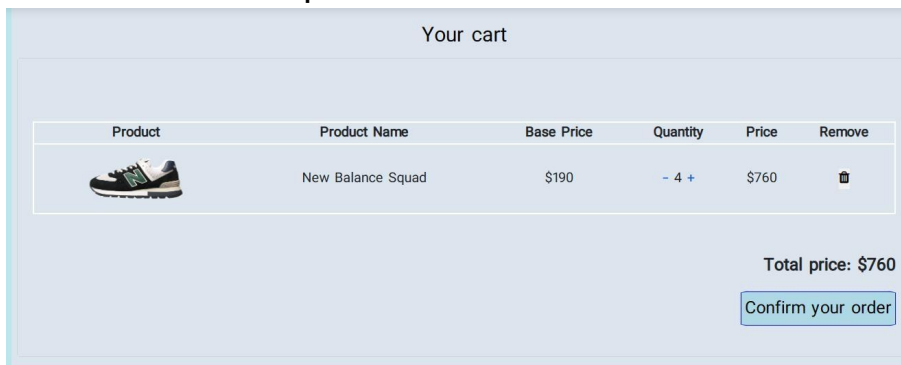 Your cart
Product Product Name Base Price Quantity Price Remove
N
New Balance Squad $190 - 4 + $760
Total price: $760
Confirm your order